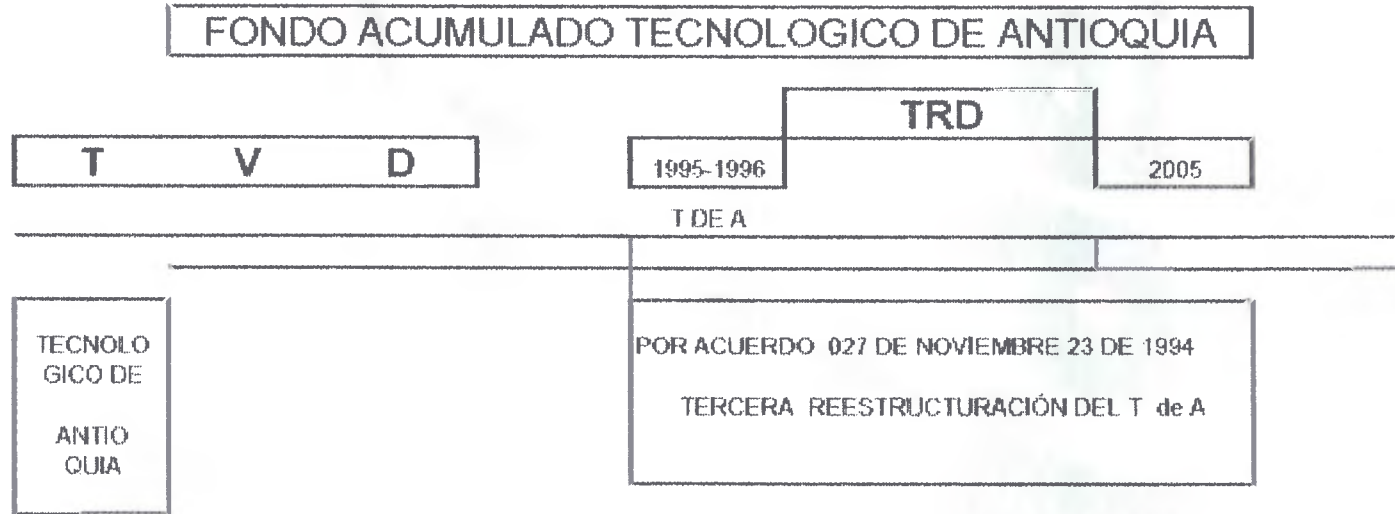 FONDO ACUMULADO TECNOLOGICO DE ANTIOQUIA
TRD
T V D
1995-1996
2005
T DE A
TECNOLO
GICO DE
ANTIO
QUIA
POR ACUERDO 027 DE NOVIEMBRE 23 DE 1994
TERCERA REESTRUCTURACIÓN DEL T de A